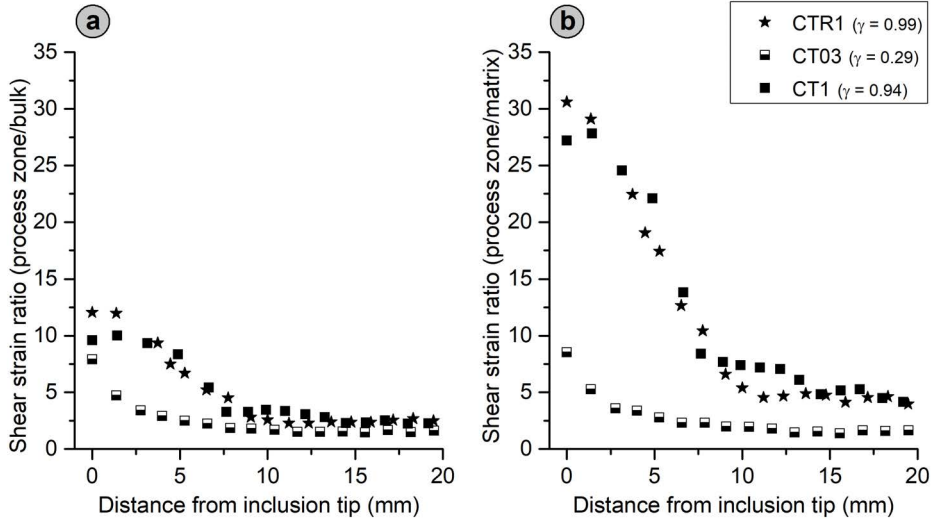 a
Shear strain ratio (process zone/bulk)
35
30
25
20
15
10
5
0
0 5 10 15 20
Distance from inclusion tip (mm)
b
Shear strain ratio (process zone/matrix)
35
30
25
20
15
10
5
0
0 5 10 15 20
Distance from inclusion tip (mm)
CTR1 (γ = 0.99)
CT03 (γ = 0.29)
CT1 (γ = 0.94)